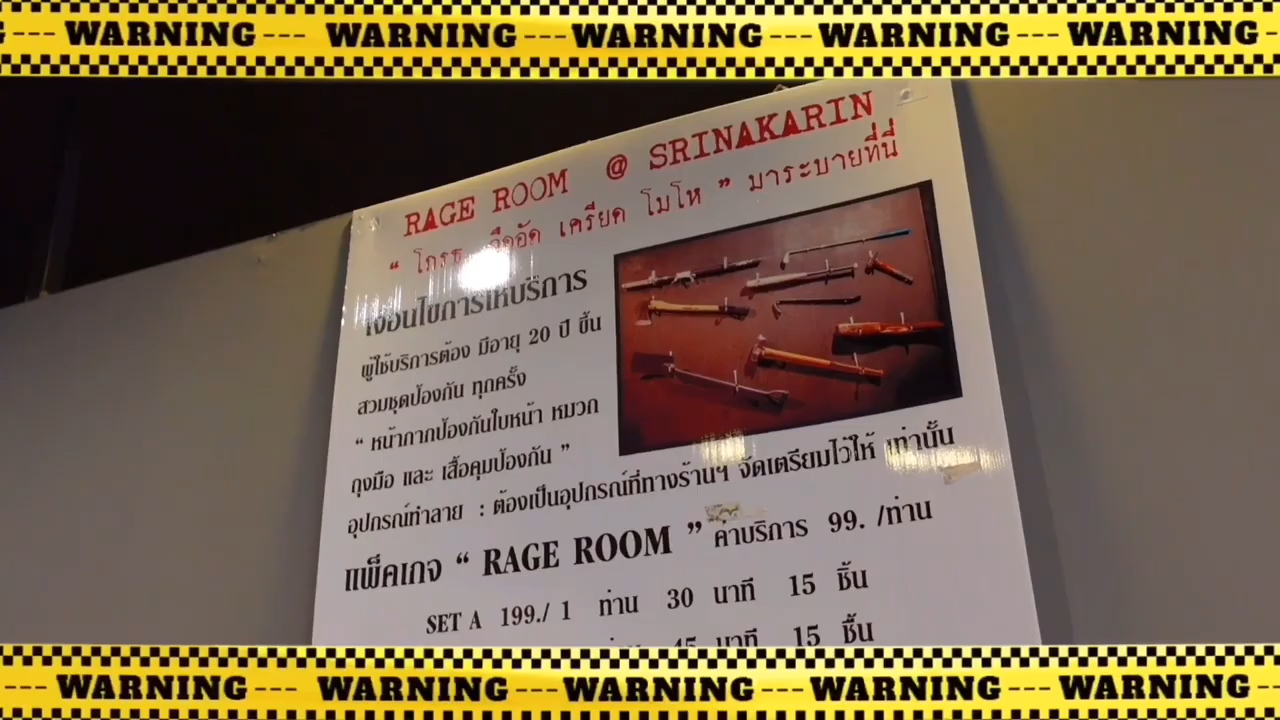 --- WARNING --- WARNING --- WARNING --- WARNING --- WARNING -
RAGE ROOM @ SRINAKARIN
“ โกรธ อึดอัด เครียด โมโห ” มาระบายที่นี่
เงื่อนไขการให้บริการ
ผู้ใช้บริการต้อง มีอายุ 20 ปี ขึ้น
สวมชุดป้องกัน ทุกครั้ง
“ หน้ากากป้องกันใบหน้า หมวก
ถุงมือ และ เสื้อคุมป้องกัน ”
อุปกรณ์ทำลาย : ต้องเป็นอุปกรณ์ที่ทางร้านฯ จัดเตรียมไว้ให้ เท่านั้น
แพ็คเกจ “ RAGE ROOM ” คาบริการ 99. /ท่าน
SET A 199./ 1 ท่าน 30 นาที 15 ชิ้น
45 นาที 15 ชิ้น
--- WARNING --- WARNING --- WARNING --- WARNING --- WARNING -